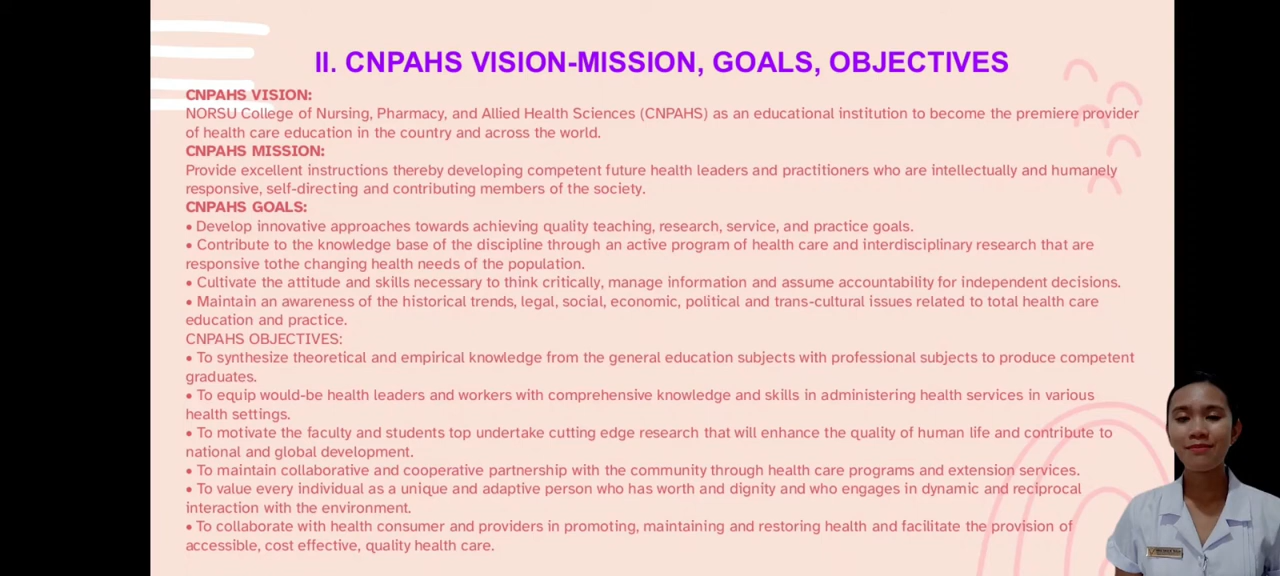 II. CNPAHS VISION-MISSION, GOALS, OBJECTIVES
CNPAHS VISION:
NORSU College of Nursing, Pharmacy, and Allied Health Sciences (CNPAHS) as an educational institution to become the premiere provider
of health care education in the country and across the world.
CNPAHS MISSION:
Provide excellent instructions thereby developing competent future health leaders and practitioners who are intellectually and humanely
responsive, self-directing and contributing members of the society.
CNPAHS GOALS:
• Develop innovative approaches towards achieving quality teaching, research, service, and practice goals.
• Contribute to the knowledge base of the discipline through an active program of health care and interdisciplinary research that are
responsive tothe changing health needs of the population.
• Cultivate the attitude and skills necessary to think critically, manage information and assume accountability for independent decisions.
• Maintain an awareness of the historical trends, legal, social, economic, political and trans-cultural issues related to total health care
education and practice.
CNPAHS OBJECTIVES:
• To synthesize theoretical and empirical knowledge from the general education subjects with professional subjects to produce competent
graduates.
• To equip would-be health leaders and workers with comprehensive knowledge and skills in administering health services in various
health settings.
• To motivate the faculty and students top undertake cutting edge research that will enhance the quality of human life and contribute to
national and global development.
• To maintain collaborative and cooperative partnership with the community through health care programs and extension services.
• To value every individual as a unique and adaptive person who has worth and dignity and who engages in dynamic and reciprocal
interaction with the environment.
• To collaborate with health consumer and providers in promoting, maintaining and restoring health and facilitate the provision of
accessible, cost effective, quality health care.